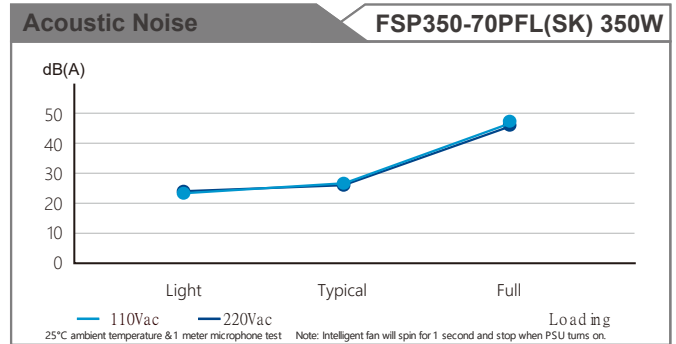 Acoustic Noise FSP350-70PFL(SK) 350W
dB(A)
50
40
30
20
10
0
Light Typical Full
110Vac 220Vac Loading
25°C ambient temperature & 1 meter microphone test Note: Intelligent fan will spin for 1 second and stop when PSU turns on.